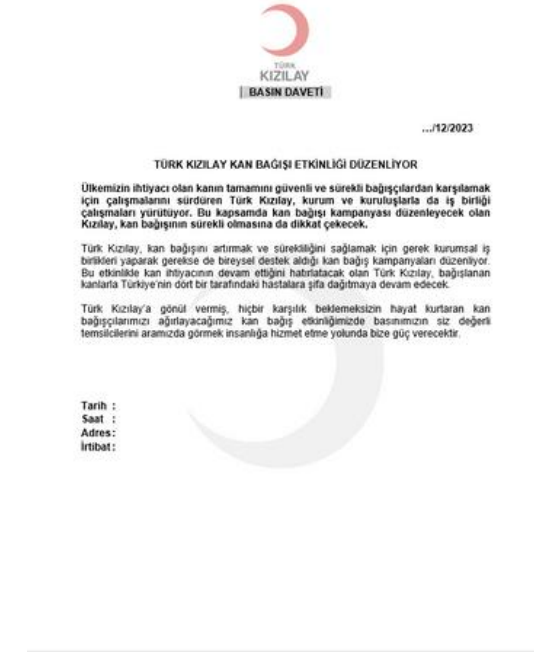 TÜRK
KIZILAY
BASIN DAVETİ
.../12/2023
TÜRK KIZILAY KAN BAĞIŞI ETKİNLİĞİ DÜZENLİYOR
Ülkemizin ihtiyacı olan kanın tamamını güvenli ve sürekli bağışçılardan karşılamak
için çalışmalarını sürdüren Türk Kızılay, kurum ve kuruluşlarla da iş birliği
çalışmaları yürütüyor. Bu kapsamda kan bağışı kampanyası düzenleyecek olan
Kızılay, kan bağışının sürekli olmasına da dikkat çekecek.
Türk Kızılay, kan bağışını artırmak ve sürekliliğini sağlamak için gerek kurumsal iş
birlikleri yaparak gerekse de bireysel destek aldığı kan bağış kampanyaları düzenliyor.
Bu etkinlikle kan ihtiyacının devam ettiğini hatırlatacak olan Türk Kızılay, bağışlanan
kanlarla Türkiye'nin dört bir tarafındaki hastalara şifa dağıtmaya devam edecek.
Türk Kızılay'a gönül vermiş, hiçbir karşılık beklemeksizin hayat kurtaran kan
bağışçılarımızı ağırlayacağımız kan bağış etkinliğimizde basınımızın siz değerli
temsilcilerini aramızda görmek insanlığa hizmet etme yolunda bize güç verecektir.
Tarih :
Saat :
Adres:
İrtibat: